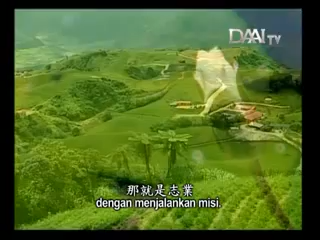 DAAI TV
那就是志業
dengan menjalankan misi.